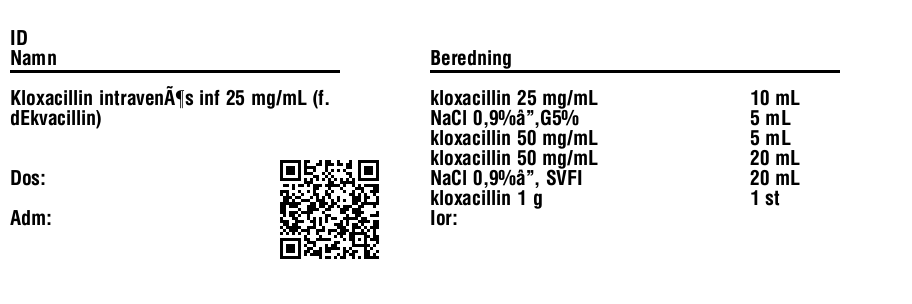 ID
Namn
Kloxacillin intravenÃ¶s inf 25 mg/mL (f.
dEkvacillin)
Dos:
Adm:
Beredning
kloxacillin 25 mg/mL 10 mL
NaCl 0,9%â”‚G5% 5 mL
kloxacillin 50 mg/mL 5 mL
kloxacillin 50 mg/mL 20 mL
NaCl 0,9%â”‚ SVFI 20 mL
kloxacillin 1 g 1 st
Ior: